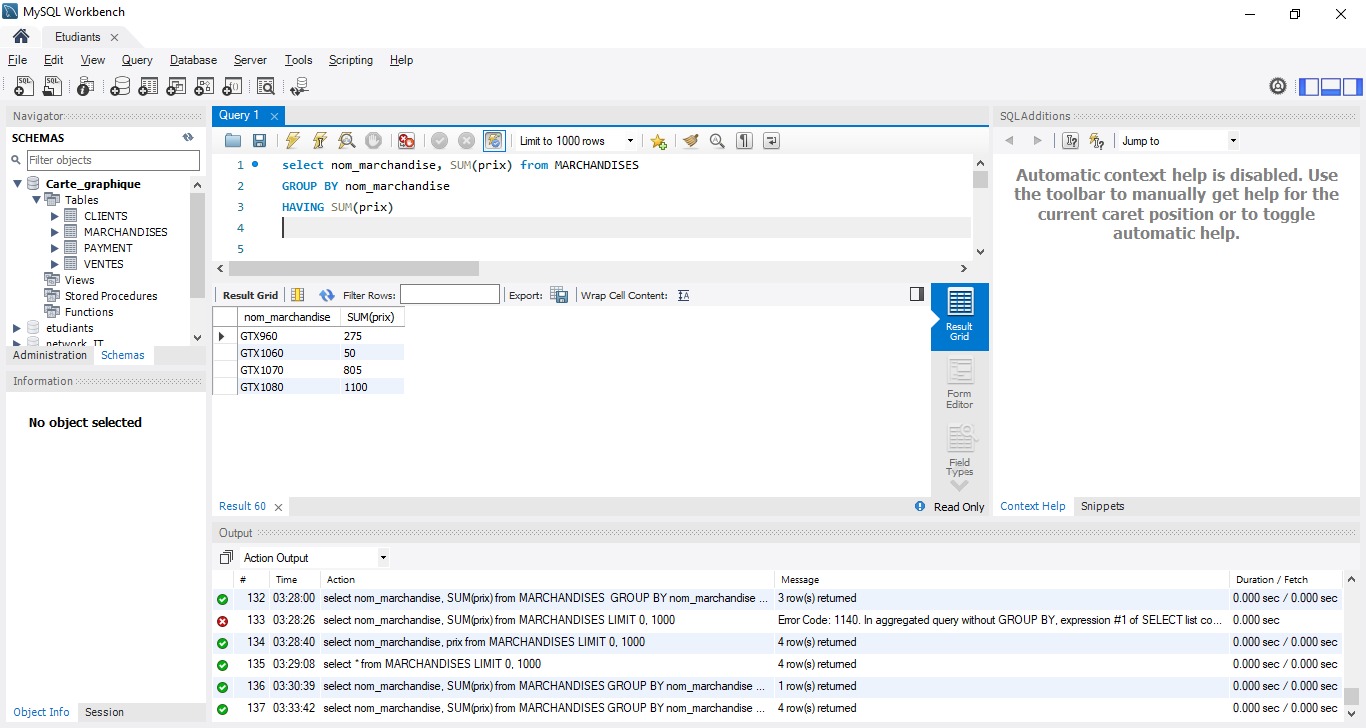 MySQL Workbench
Etudiants
File Edit View Query Database Server Tools Scripting Help
Navigator
SCHEMAS
Filter objects
Carte_graphique
Tables
CLIENTS
MARCHANDISES
PAYMENT
VENTES
Views
Stored Procedures
Functions
etudiants
network_IT
Administration Schemas
Information
No object selected
Object Info Session
Query 1
Limit to 1000 rows
1 select nom_marchandise, SUM(prix) from MARCHANDISES
2 GROUP BY nom_marchandise
3 HAVING SUM(prix)
4
5
Result Grid Filter Rows: Export: Wrap Cell Content:
nom_marchandise SUM(prix)
GTX960 275
GTX1060 50
GTX1070 805
GTX1080 1100
Result Grid
Form Editor
Field Types
Result 60
Read Only
SQLAdditions
Jump to
Automatic context help is disabled. Use
the toolbar to manually get help for the
current caret position or to toggle
automatic help.
Context Help Snippets
Output
Action Output
# Time Action Message Duration / Fetch
132 03:28:00 select nom_marchandise, SUM(prix) from MARCHANDISES GROUP BY nom_marchandise ... 3 row(s) returned 0.000 sec / 0.000 sec
133 03:28:26 select nom_marchandise, SUM(prix) from MARCHANDISES LIMIT 0, 1000 Error Code: 1140. In aggregated query without GROUP BY, expression #1 of SELECT list co... 0.000 sec
134 03:28:40 select nom_marchandise, prix from MARCHANDISES LIMIT 0, 1000 4 row(s) returned 0.000 sec / 0.000 sec
135 03:29:08 select * from MARCHANDISES LIMIT 0, 1000 4 row(s) returned 0.000 sec / 0.000 sec
136 03:30:39 select nom_marchandise, SUM(prix) from MARCHANDISES GROUP BY nom_marchandise ... 1 row(s) returned 0.000 sec / 0.000 sec
137 03:33:42 select nom_marchandise, SUM(prix) from MARCHANDISES GROUP BY nom_marchandise ... 4 row(s) returned 0.000 sec / 0.000 sec